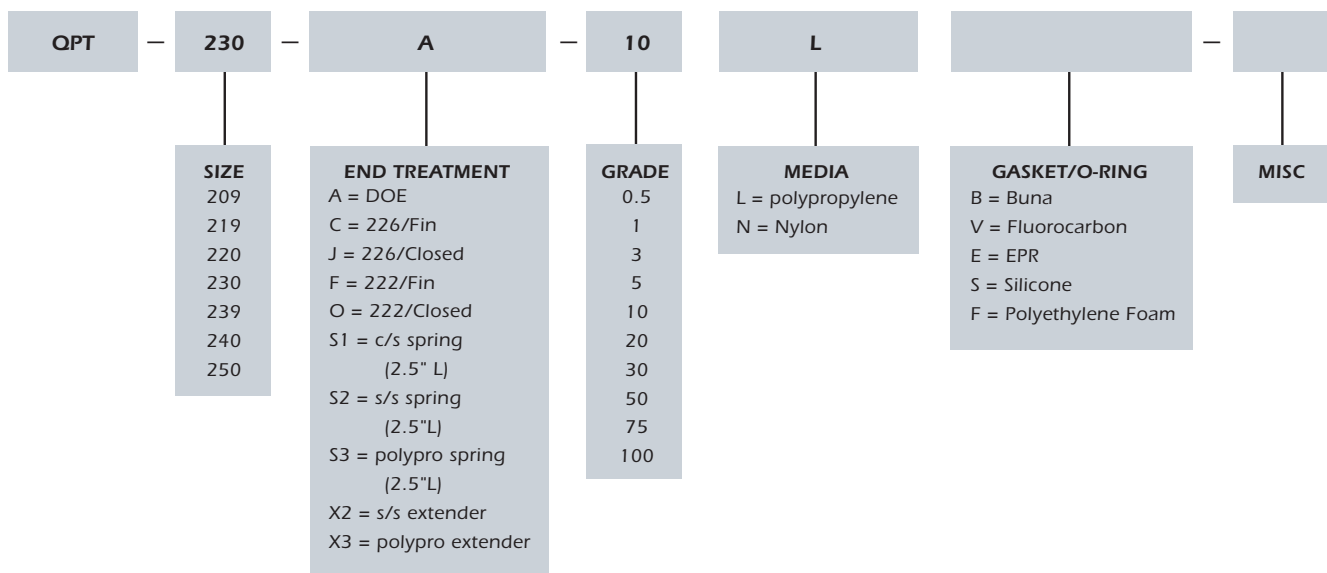 QPT – 230 – A – 10 L –
SIZE
209
219
220
230
239
240
250
END TREATMENT
A = DOE
C = 226/Fin
J = 226/Closed
F = 222/Fin
O = 222/Closed
S1 = c/s spring
(2.5" L)
S2 = s/s spring
(2.5"L)
S3 = polypro spring
(2.5"L)
X2 = s/s extender
X3 = polypro extender
GRADE
0.5
1
3
5
10
20
30
50
75
100
MEDIA
L = polypropylene
N = Nylon
GASKET/O-RING
B = Buna
V = Fluorocarbon
E = EPR
S = Silicone
F = Polyethylene Foam
MISC